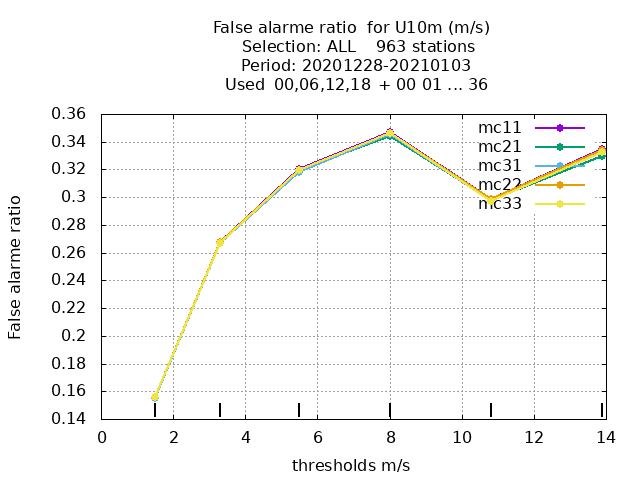 False alarme ratio  for U10m (m/s)
Selection: ALL    963 stations
Period: 20201228-20210103
Used  00,06,12,18  + 00 01 ... 36
0.36
0.34
0.32
0.3
0.28
0.26
0.24
0.22
0.2
0.18
0.16
0.14
False alarme ratio
mc11
mc21
mc31
mc22
mc33
0 2 4 6 8 10 12 14
thresholds m/s